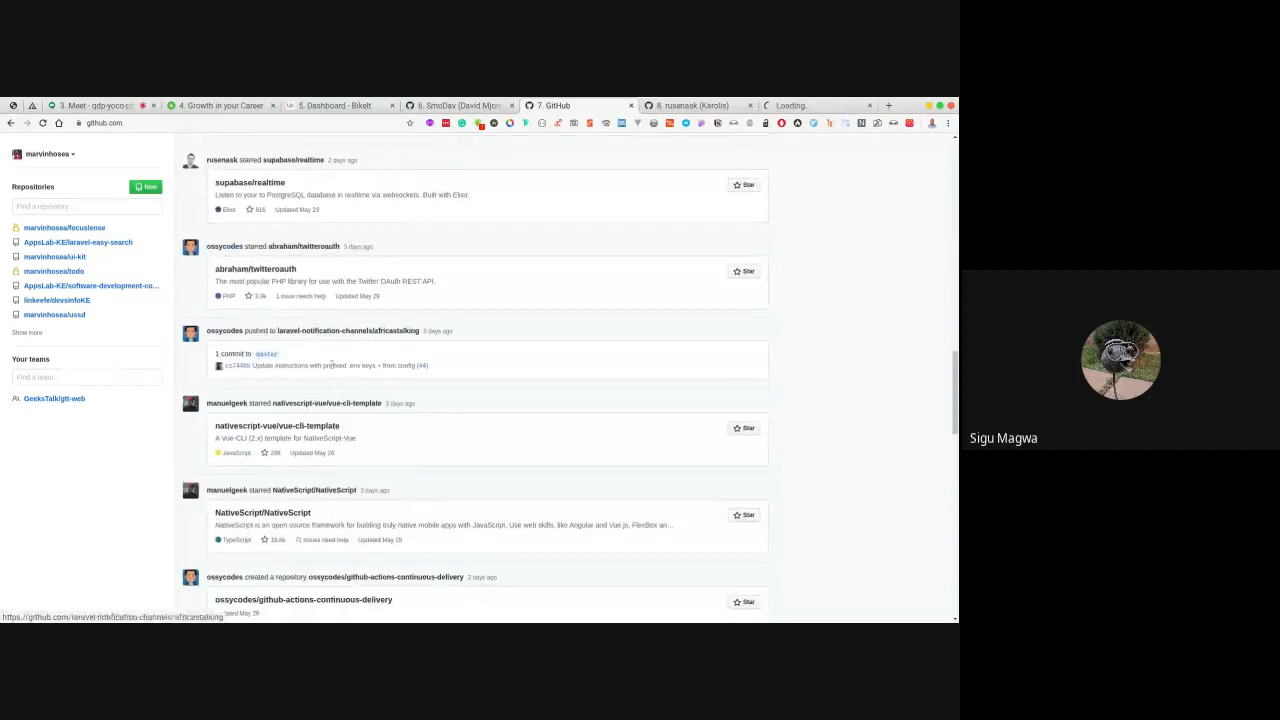 3. Meet - qdp-yoco-pi
4. Growth in your Career
5. Dashboard - BikeIt
6. SmoDav (David Mjom
7. GitHub
8. rusenask (Karolis)
Loading...
github.com
marvinhosea
Repositories
New
Find a repository...
marvinhosea/focuslense
AppsLab-KE/laravel-easy-search
marvinhosea/ui-kit
marvinhosea/todo
AppsLab-KE/software-development-co...
linkeefe/devsinfoKE
marvinhosea/ussd
Show more
Your teams
Find a team...
GeeksTalk/gtt-web
rusenask starred supabase/realtime 2 days ago
supabase/realtime
Star
Listen to your to PostgreSQL database in realtime via websockets. Built with Elixir.
Elixir 816 Updated May 29
ossycodes starred abraham/twitteroauth 3 days ago
abraham/twitteroauth
Star
The most popular PHP library for use with the Twitter OAuth REST API.
PHP 3.9k 1 issue needs help Updated May 29
ossycodes pushed to laravel-notification-channels/africastalking 3 days ago
1 commit to master
Update instructions with prefixed .env keys + from config (#4)
manuelgeek starred nativescript-vue/vue-cli-template 3 days ago
nativescript-vue/vue-cli-template
Star
A Vue-CLI (2.x) template for NativeScript-Vue
JavaScript 268 Updated May 26
manuelgeek starred NativeScript/NativeScript 3 days ago
NativeScript/NativeScript
Star
NativeScript is an open source framework for building truly native mobile apps with JavaScript. Use web skills, like Angular and Vue.js, FlexBox an...
TypeScript 18.6k 71 issues need help Updated May 29
ossycodes created a repository ossycodes/github-actions-continuous-delivery 3 days ago
ossycodes/github-actions-continuous-delivery
Star
ated May 26
https://github.com/laravel-notification-channels/africastalking
Sigu Magwa